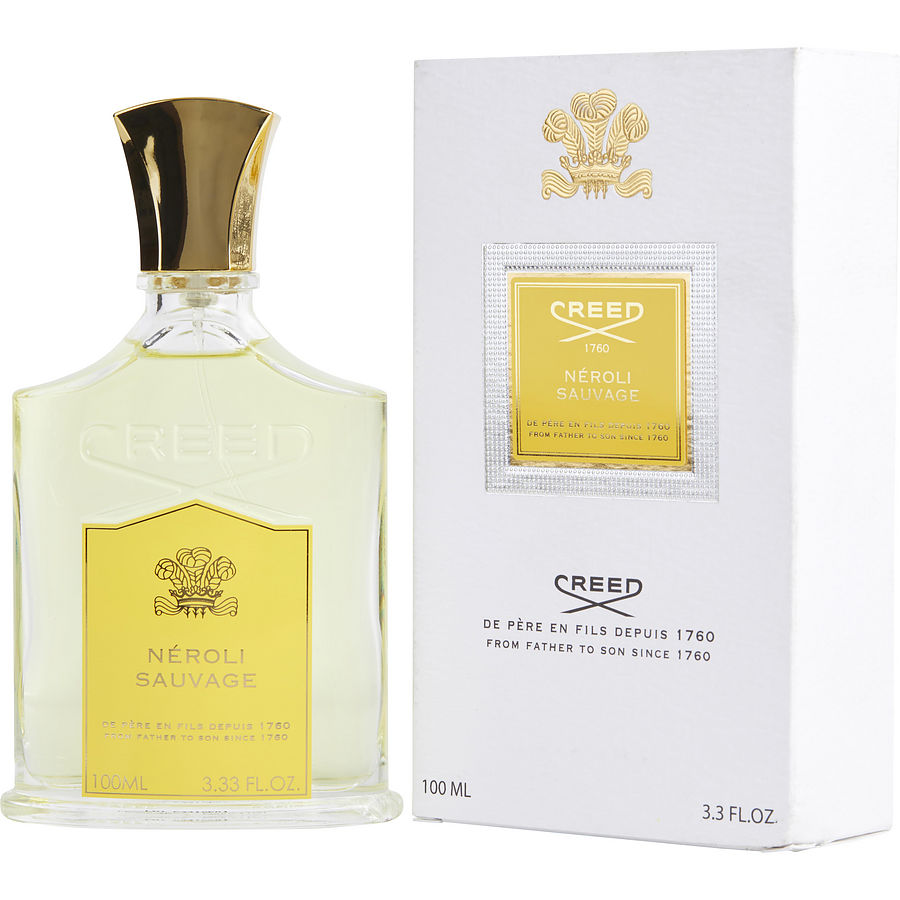 CREED
NÉROLI
SAUVAGE
DE PÈRE EN FILS DEPUIS 1760
FROM FATHER TO SON SINCE 1760
100ML 3.33 FL.OZ.
CREED
1760
NÉROLI
SAUVAGE
DE PÈRE EN FILS DEPUIS 1760
FROM FATHER TO SON SINCE 1760
CREED
DE PÈRE EN FILS DEPUIS 1760
FROM FATHER TO SON SINCE 1760
100 ML
3.3 FL.OZ.